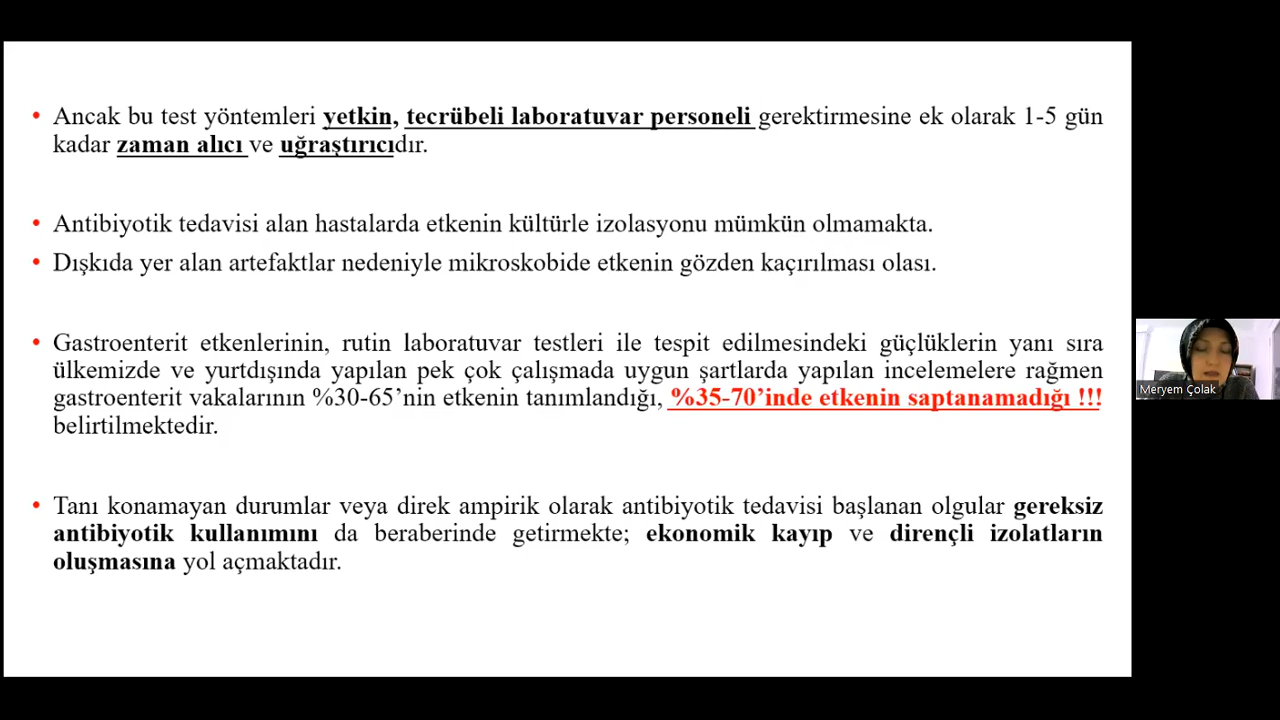 • Ancak bu test yöntemleri yetkin, tecrübeli laboratuvar personeli gerektirmesine ek olarak 1-5 gün
kadar zaman alıcı ve uğraştırıcıdır.
• Antibiyotik tedavisi alan hastalarda etkenin kültürle izolasyonu mümkün olmamakta.
• Dışkıda yer alan artefaktlar nedeniyle mikroskobide etkenin gözden kaçırılması olası.
• Gastroenterit etkenlerinin, rutin laboratuvar testleri ile tespit edilmesindeki güçlüklerin yanı sıra
ülkemizde ve yurtdışında yapılan pek çok çalışmada uygun şartlarda yapılan incelemelere rağmen
gastroenterit vakalarının %30-65’nin etkenin tanımlandığı, %35-70’inde etkenin saptanamadığı !!!
belirtilmektedir.
• Tanı konamayan durumlar veya direk ampirik olarak antibiyotik tedavisi başlanan olgular gereksiz
antibiyotik kullanımını da beraberinde getirmekte; ekonomik kayıp ve dirençli izolatların
oluşmasına yol açmaktadır.
Meryem Çolak